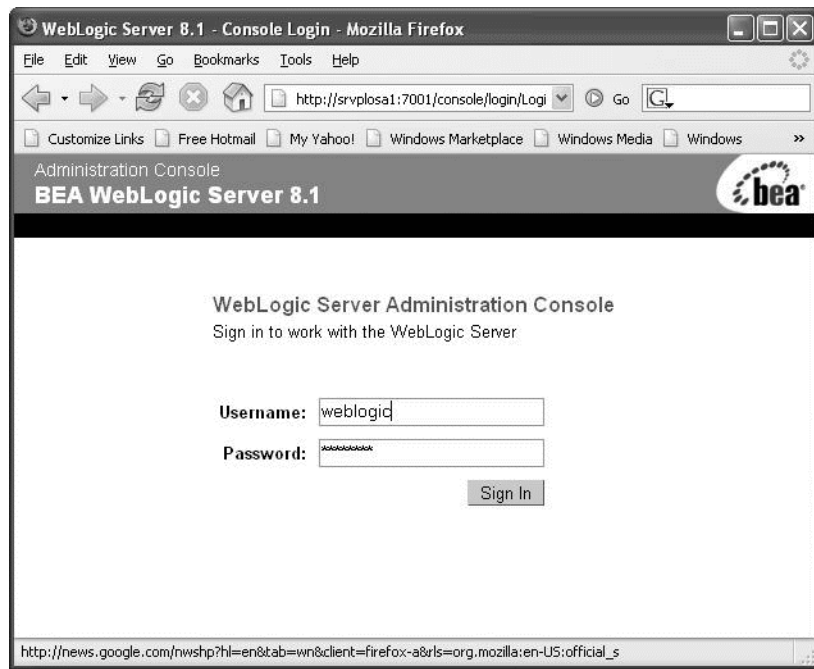 WebLogic Server 8.1 - Console Login - Mozilla Firefox
File Edit View Go Bookmarks Tools Help
http://srvplosa1:7001/console/login/Logi Go G
Customize Links Free Hotmail My Yahoo! Windows Marketplace Windows Media Windows »
Administration Console
BEA WebLogic Server 8.1
bea
WebLogic Server Administration Console
Sign in to work with the WebLogic Server
Username: weblogic
Password: *********
Sign In
http://news.google.com/nwshp?hl=en&tab=wn&client=firefox-a&rls=org.mozilla:en-US:official_s